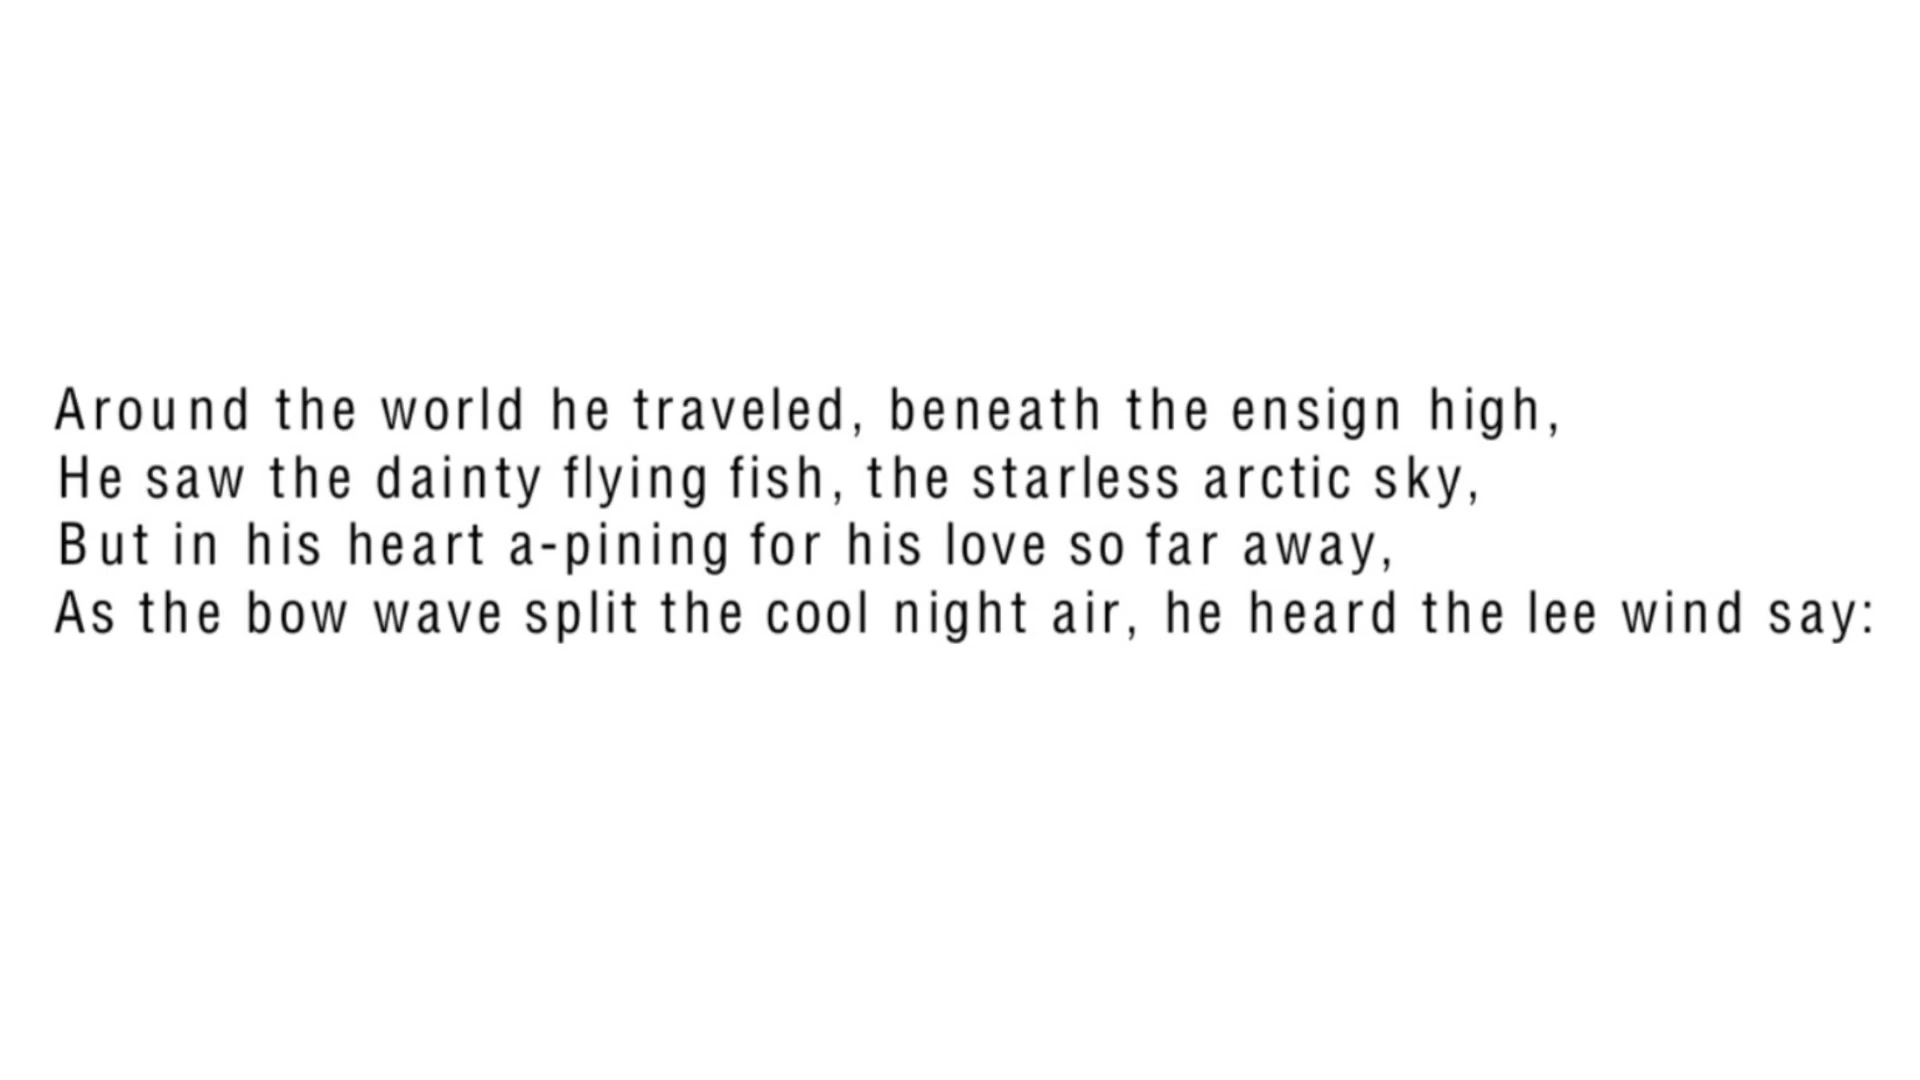 Around the world he traveled, beneath the ensign high,
He saw the dainty flying fish, the starless arctic sky,
But in his heart a-pining for his love so far away,
As the bow wave split the cool night air, he heard the lee wind say: